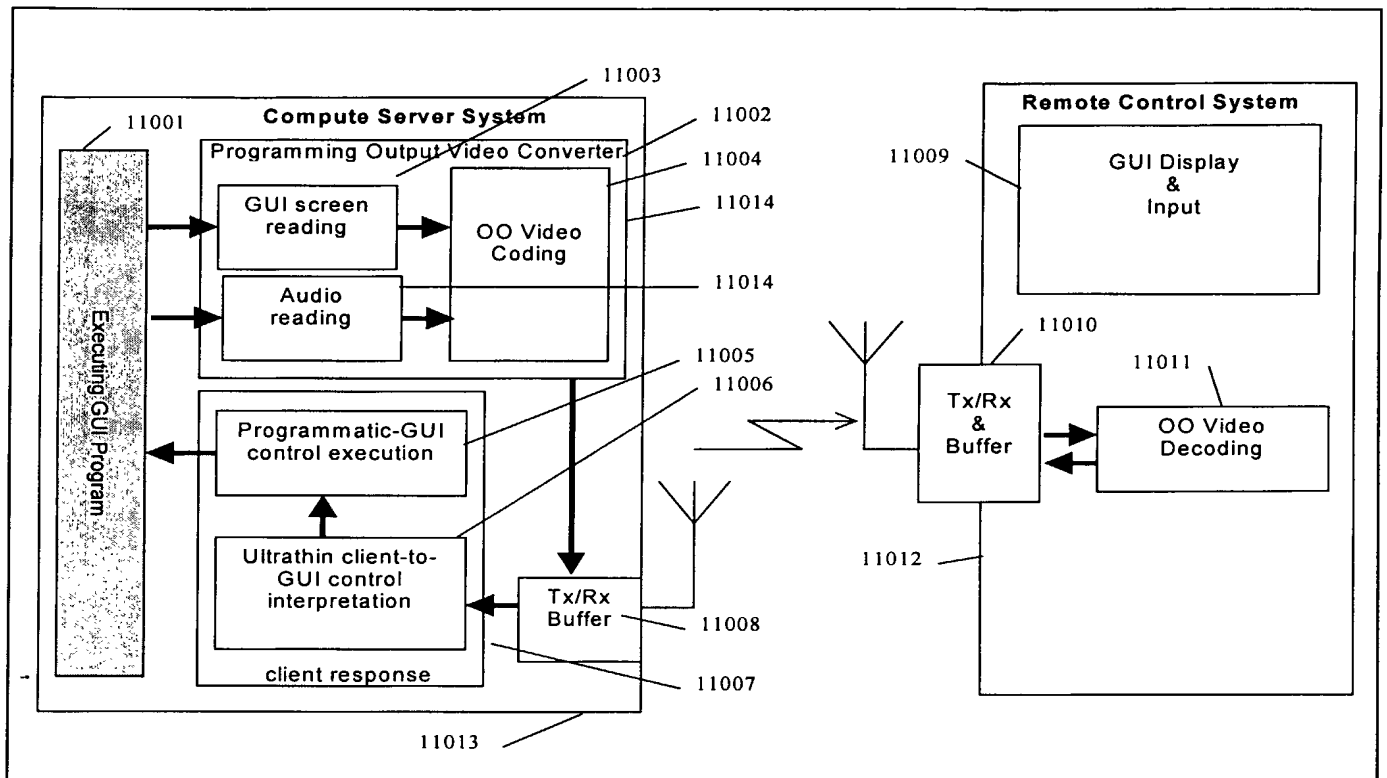 11003
Compute Server System
Remote Control System
11001
11002
Programming Output Video Converter
11004
11009
GUI Display
&
Input
GUI screen
reading
11014
OO Video
Coding
Audio
reading
11014
Executing GUI Program
11010
11005
11011
11006
Tx/Rx
&
Buffer
OO Video
Decoding
Programmatic-GUI
control execution
Ultrathin client-to-
GUI control
interpretation
11012
Tx/Rx
Buffer
11008
client response
11007
11013